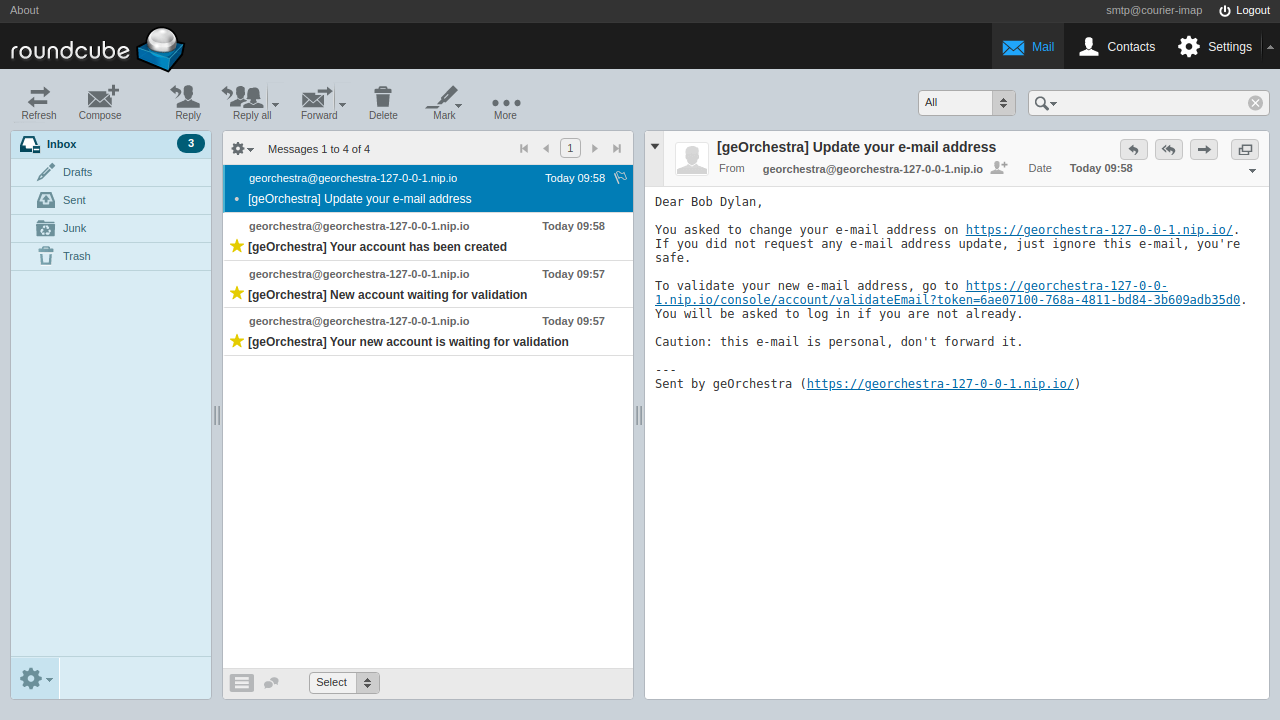 About
smtp@courier-imap Logout
roundcube
Mail Contacts Settings
Refresh Compose Reply Reply all Forward Delete Mark More
All
Inbox 3
Drafts
Sent
Junk
Trash
Messages 1 to 4 of 4 1
georchestra@georchestra-127-0-0-1.nip.io Today 09:58
[geOrchestra] Update your e-mail address
georchestra@georchestra-127-0-0-1.nip.io Today 09:58
[geOrchestra] Your account has been created
georchestra@georchestra-127-0-0-1.nip.io Today 09:57
[geOrchestra] New account waiting for validation
georchestra@georchestra-127-0-0-1.nip.io Today 09:57
[geOrchestra] Your new account is waiting for validation
Select
[geOrchestra] Update your e-mail address
From georchestra@georchestra-127-0-0-1.nip.io Date Today 09:58
Dear Bob Dylan,
You asked to change your e-mail address on https://georchestra-127-0-0-1.nip.io/.
If you did not request any e-mail address update, just ignore this e-mail, you're
safe.
To validate your new e-mail address, go to https://georchestra-127-0-0-
1.nip.io/console/account/validateEmail?token=6ae07100-768a-4811-bd84-3b609adb35d0.
You will be asked to log in if you are not already.
Caution: this e-mail is personal, don't forward it.
---
Sent by geOrchestra (https://georchestra-127-0-0-1.nip.io/)